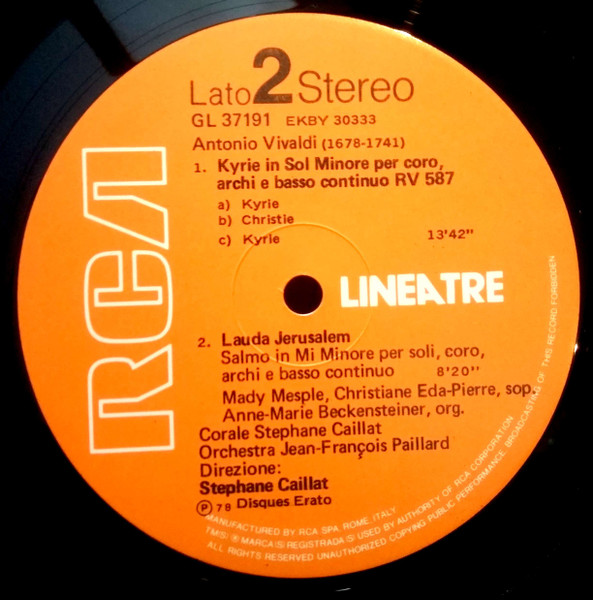 RCA
Lato 2 Stereo
GL 37191 EKBY 30333
Antonio Vivaldi (1678-1741)
1. Kyrie in Sol Minore per coro,
archi e basso continuo RV 587
a) Kyrie
b) Christie
c) Kyrie 13'42"
LINEATRE
2. Lauda Jerusalem
Salmo in Mi Minore per soli, coro,
archi e basso continuo 8'20"
Mady Mesple, Christiane Eda-Pierre, sop.
Anne-Marie Beckensteiner, org.
Corale Stephane Caillat
Orchestra Jean-François Paillard
Direzione:
Stephane Caillat
Ⓟ 78 Disques Erato
MANUFACTURED BY RCA SPA, ROME, ITALY
TM(S) ® MARCA(S) REGISTRADA(S) USED BY AUTHORITY OF RCA CORPORATION
ALL RIGHTS RESERVED UNAUTHORIZED COPYING PUBLIC PERFORMANCE BROADCASTING OF THIS RECORD FORBIDDEN